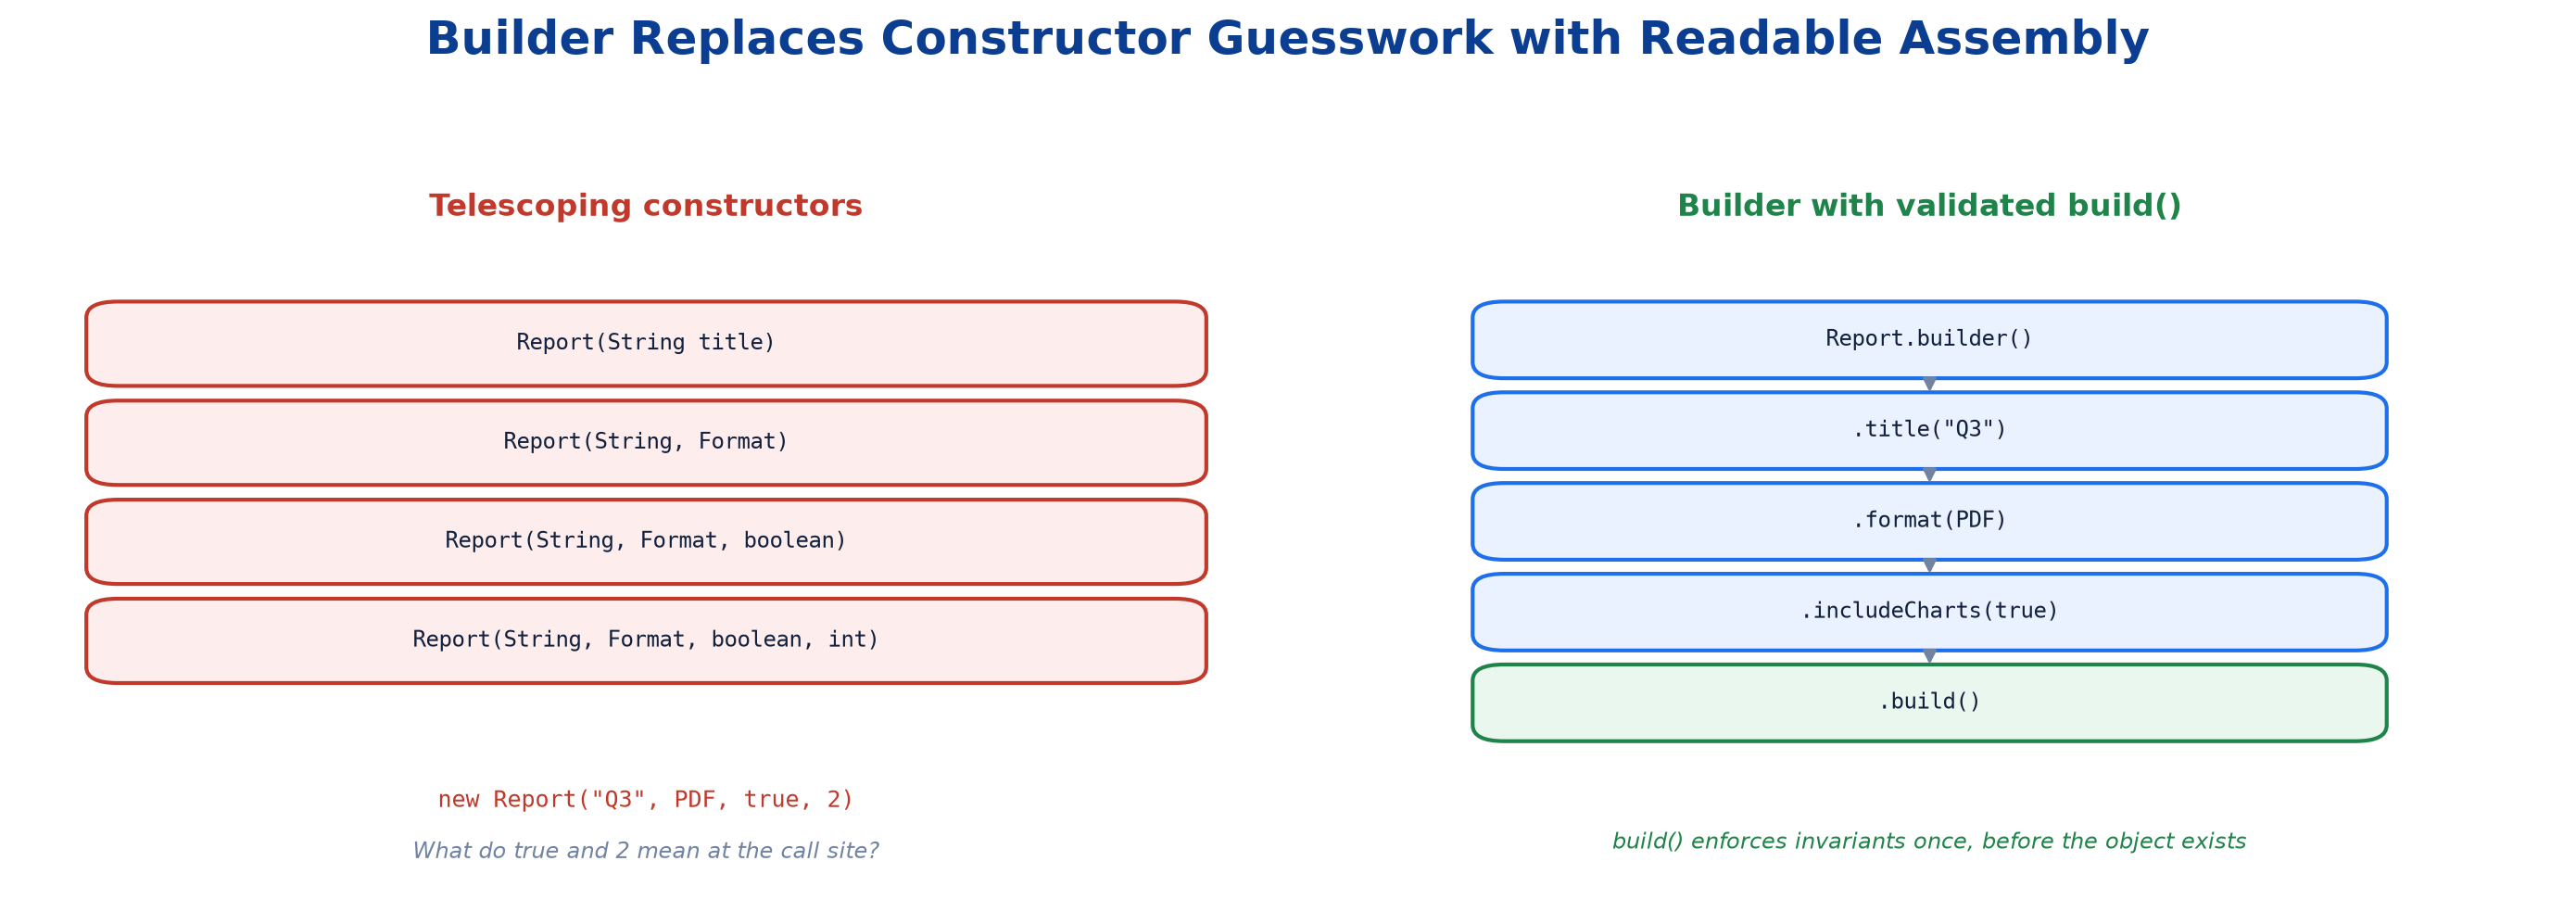 Builder Replaces Constructor Guesswork with Readable Assembly
Telescoping constructors
Report(String title)
Report(String, Format)
Report(String, Format, boolean)
Report(String, Format, boolean, int)
new Report("Q3", PDF, true, 2)
What do true and 2 mean at the call site?
Builder with validated build()
Report.builder()
.title("Q3")
.format(PDF)
.includeCharts(true)
.build()
build() enforces invariants once, before the object exists